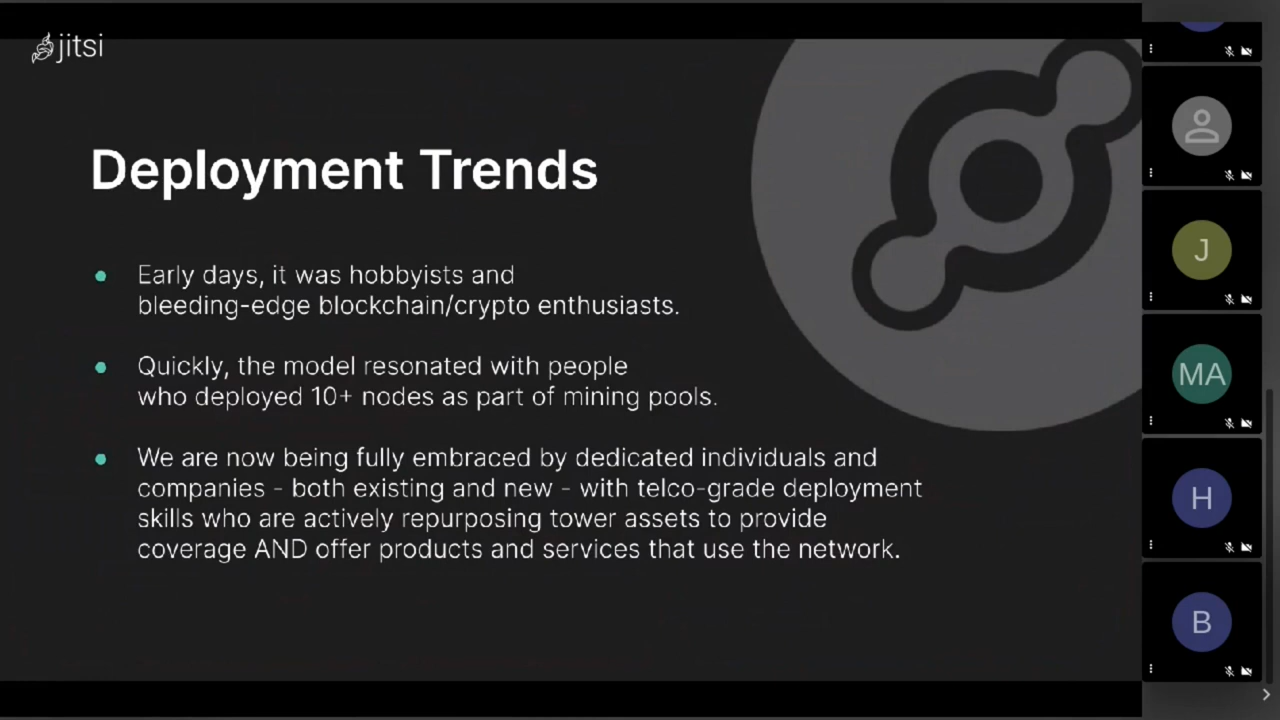 jitsi
Deployment Trends
Early days, it was hobbyists and
bleeding-edge blockchain/crypto enthusiasts.
Quickly, the model resonated with people
who deployed 10+ nodes as part of mining pools.
We are now being fully embraced by dedicated individuals and
companies - both existing and new - with telco-grade deployment
skills who are actively repurposing tower assets to provide
coverage AND offer products and services that use the network.
J
MA
H
B